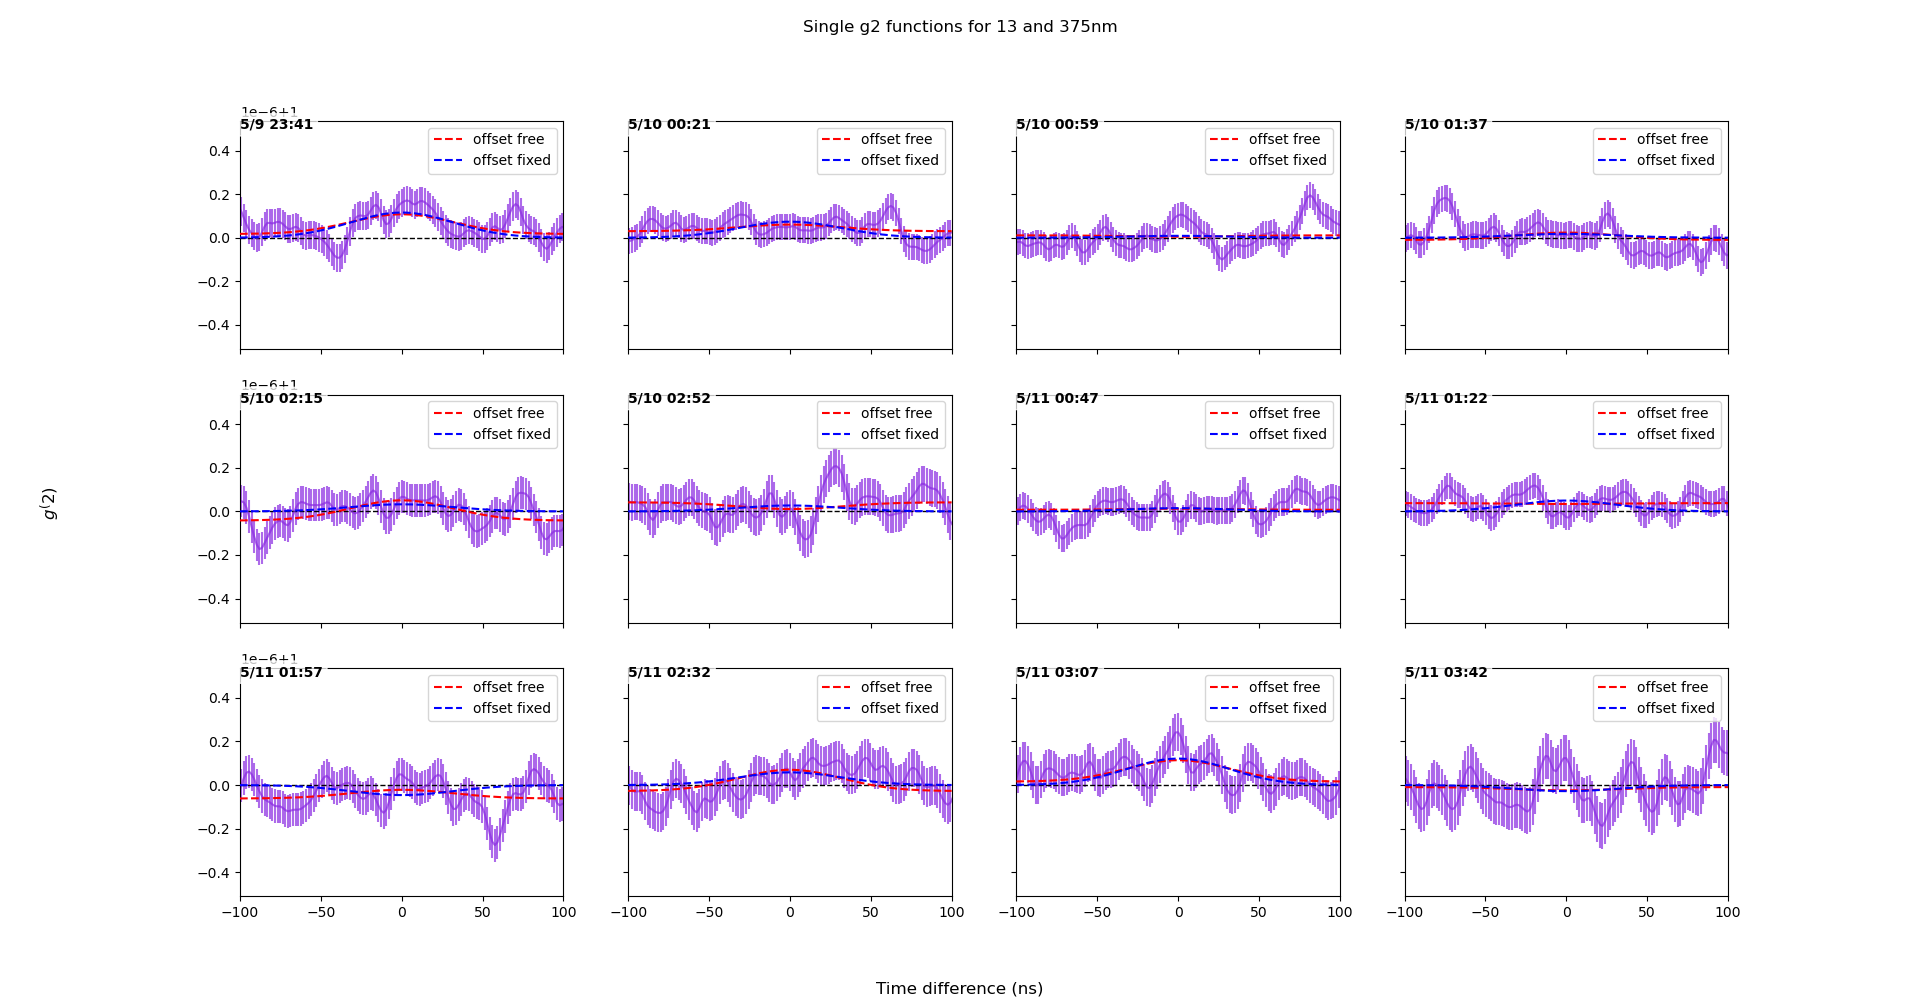 Single g2 functions for 13 and 375nm
1e−6+1
5/9 23:41
offset free
offset fixed
0.4
0.2
0.0
−0.2
−0.4
5/10 00:21
offset free
offset fixed
5/10 00:59
offset free
offset fixed
5/10 01:37
offset free
offset fixed
1e−6+1
5/10 02:15
offset free
offset fixed
0.4
0.2
0.0
−0.2
−0.4
5/10 02:52
offset free
offset fixed
5/11 00:47
offset free
offset fixed
5/11 01:22
offset free
offset fixed
1e−6+1
5/11 01:57
offset free
offset fixed
0.4
0.2
0.0
−0.2
−0.4
−100 −50 0 50 100
5/11 02:32
offset free
offset fixed
−100 −50 0 50 100
5/11 03:07
offset free
offset fixed
−100 −50 0 50 100
5/11 03:42
offset free
offset fixed
−100 −50 0 50 100
g⁽2)
Time difference (ns)